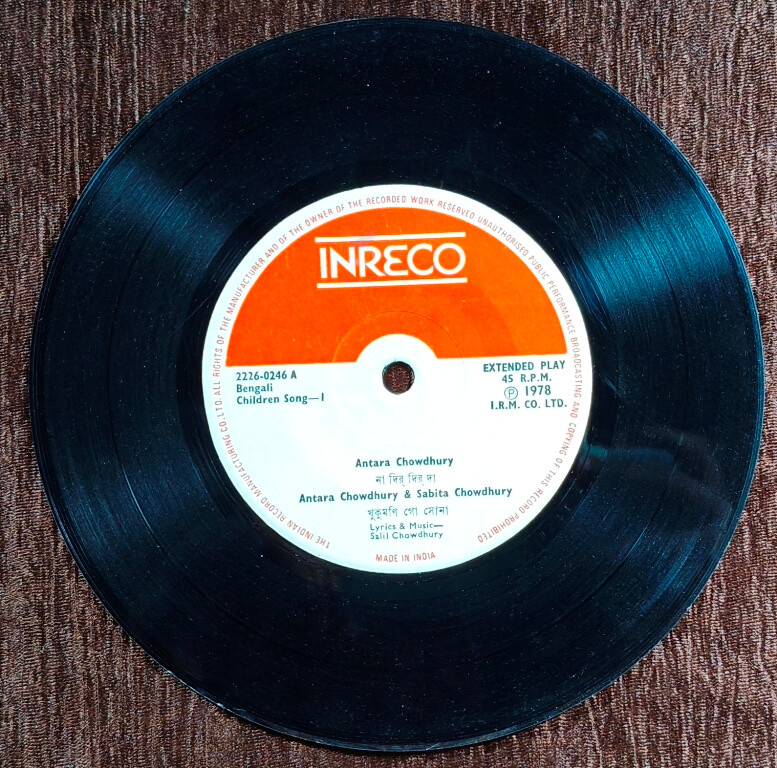 THE INDIAN RECORD MANUFACTURING CO. LTD. ALL RIGHTS OF THE MANUFACTURER AND OF THE OWNER OF THE RECORDED WORK RESERVED UNAUTHORISED PUBLIC PERFORMANCE BROADCASTING AND COPYING OF THIS RECORD PROHIBITED
INRECO
2226-0246 A
Bengali
Children Song—1
EXTENDED PLAY
45 R.P.M.
Ⓟ 1978
I.R.M. CO. LTD.
Antara Chowdhury
না দির্ দির্ দা
Antara Chowdhury & Sabita Chowdhury
খুকুমণি গো সোনা
Lyrics & Music—
Salil Chowdhury
MADE IN INDIA